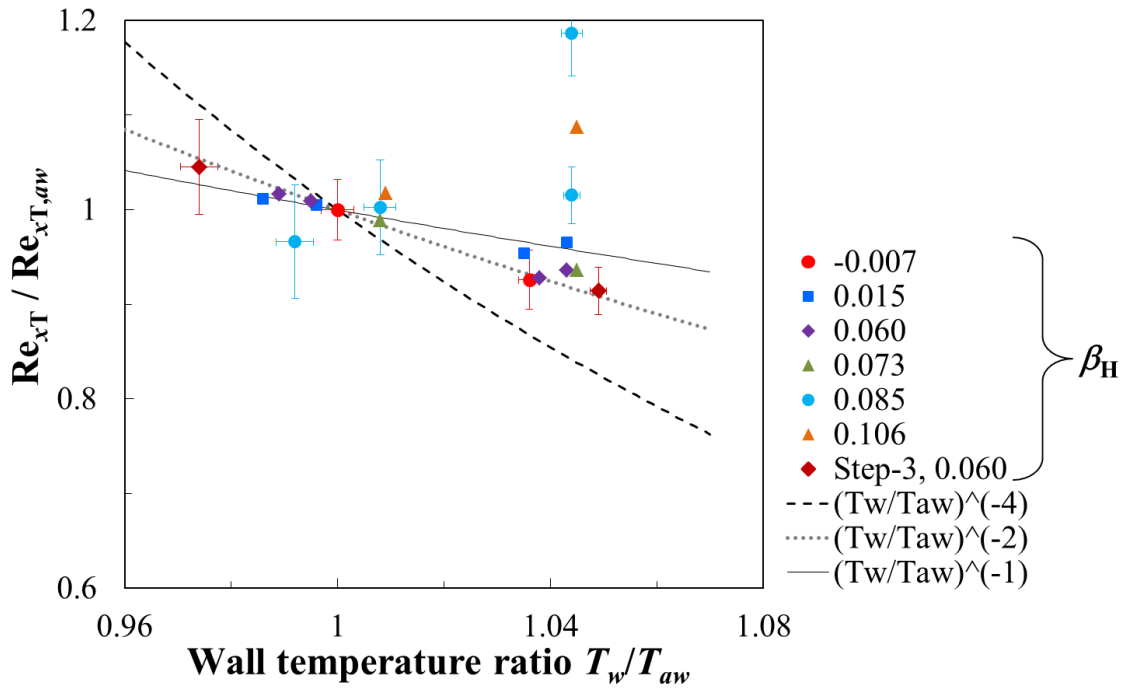 1.2
1
0.8
0.6
0.96
1
1.04
1.08
Re_xT / Re_xT,aw
Wall temperature ratio T_w/T_aw
-0.007
0.015
0.060
0.073
0.085
0.106
Step-3, 0.060
(Tw/Taw)^(-4)
(Tw/Taw)^(-2)
(Tw/Taw)^(-1)
β_H